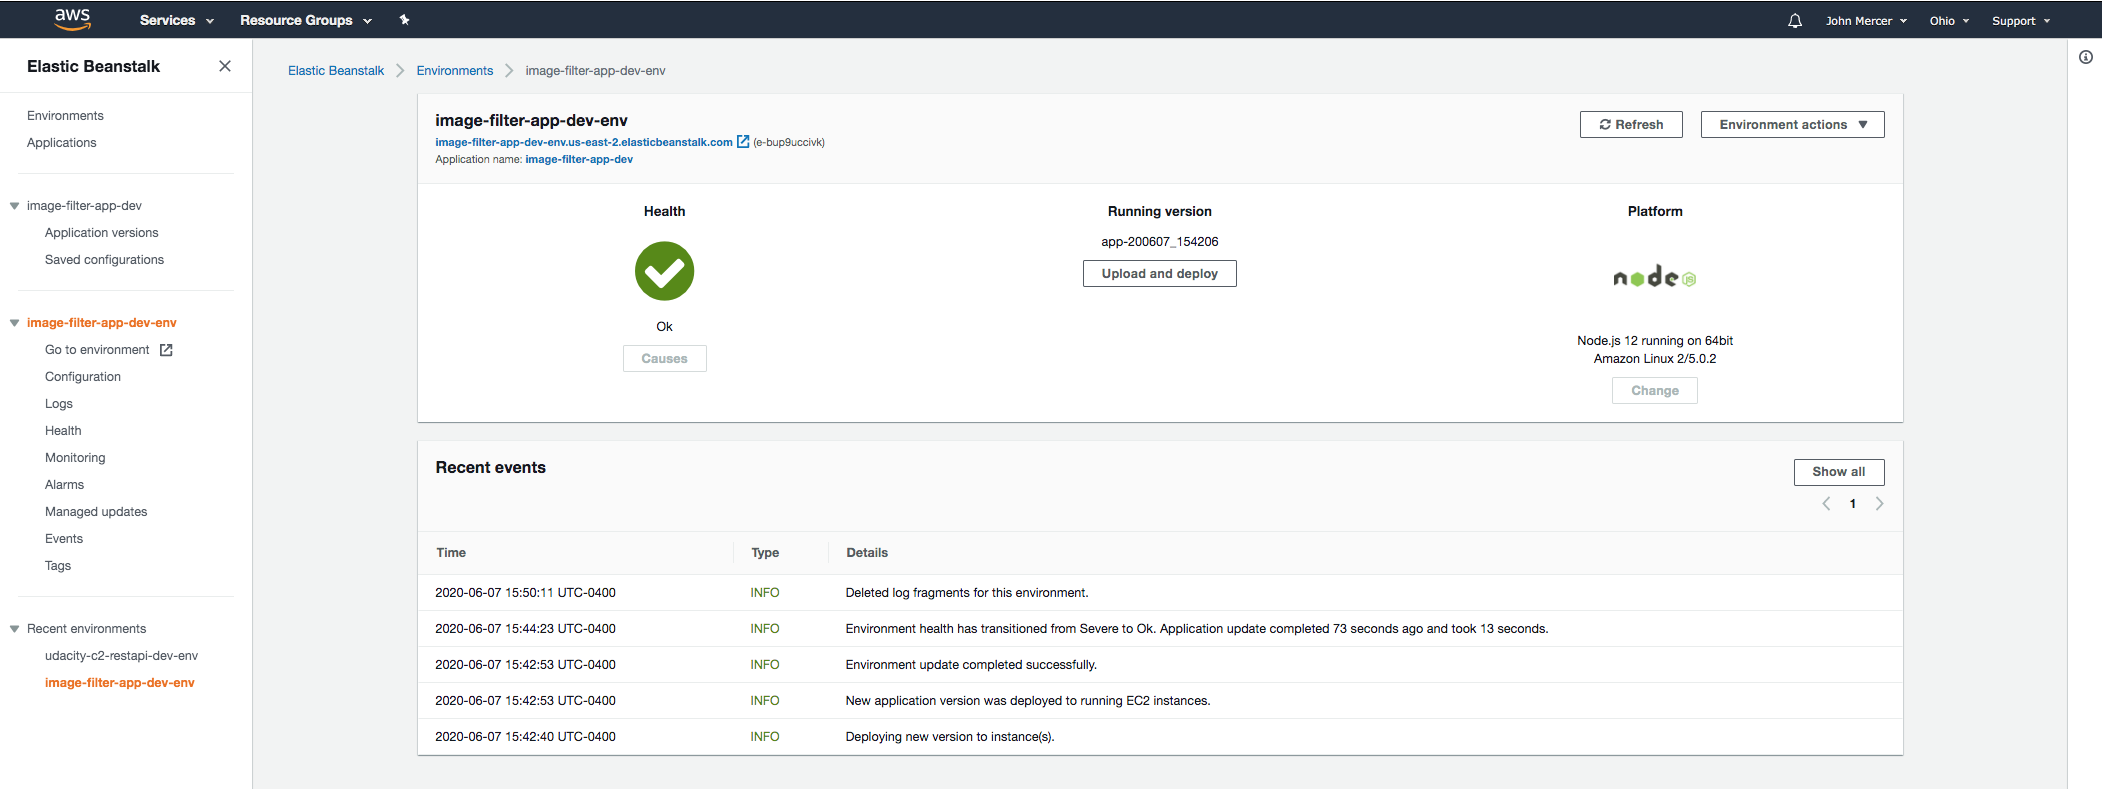 aws Services Resource Groups John Mercer Ohio Support
Elastic Beanstalk
Environments
Applications
image-filter-app-dev
Application versions
Saved configurations
image-filter-app-dev-env
Go to environment
Configuration
Logs
Health
Monitoring
Alarms
Managed updates
Events
Tags
Recent environments
udacity-c2-restapi-dev-env
image-filter-app-dev-env
Elastic Beanstalk Environments image-filter-app-dev-env
image-filter-app-dev-env
image-filter-app-dev-env.us-east-2.elasticbeanstalk.com (e-bup9uccivk)
Application name: image-filter-app-dev
Refresh Environment actions
Health
Ok
Causes
Running version
app-200607_154206
Upload and deploy
Platform
node JS
Node.js 12 running on 64bit
Amazon Linux 2/5.0.2
Change
Recent events
Show all
1
Time Type Details
2020-06-07 15:50:11 UTC-0400 INFO Deleted log fragments for this environment.
2020-06-07 15:44:23 UTC-0400 INFO Environment health has transitioned from Severe to Ok. Application update completed 73 seconds ago and took 13 seconds.
2020-06-07 15:42:53 UTC-0400 INFO Environment update completed successfully.
2020-06-07 15:42:53 UTC-0400 INFO New application version was deployed to running EC2 instances.
2020-06-07 15:42:40 UTC-0400 INFO Deploying new version to instance(s).